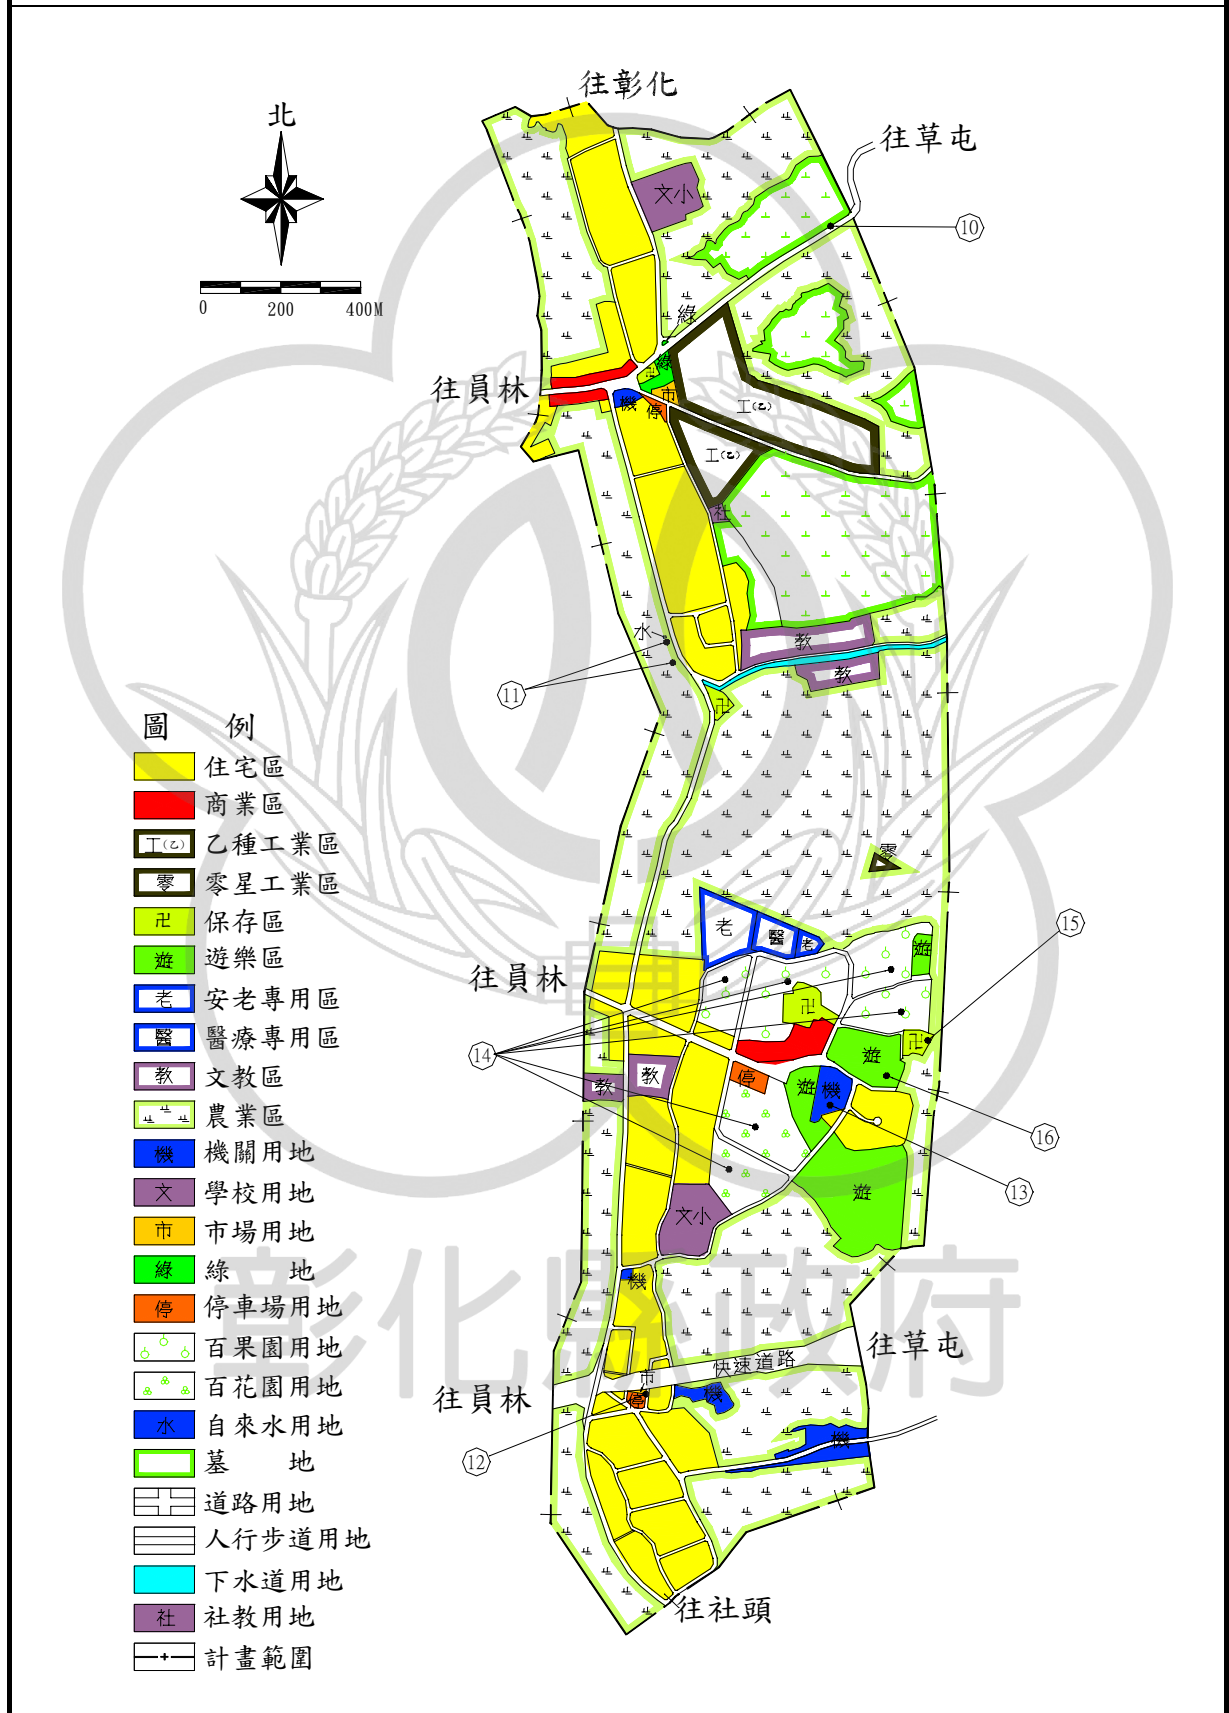 往彰化
北
往草屯
文小
⑩
0 200 400M
綠
卍
綠
往員林
機
市
停
工(乙)
工(乙)
社
水
教
教
⑪
卍
圖 例
住宅區
商業區
工(乙) 乙種工業區
零 零星工業區
卍 保存區
遊 遊樂區
老 安老專用區
醫 醫療專用區
教 文教區
農業區
機 機關用地
文 學校用地
市 市場用地
綠 綠 地
停 停車場用地
百果園用地
百花園用地
水 自來水用地
墓 地
道路用地
人行步道用地
下水道用地
社 社教用地
計畫範圍
零
老
醫
老
⑮
遊
往員林
卍
卍
⑭
遊
停
遊
機
教
教
⑯
遊
⑬
文小
彰化縣政府
機
往草屯
快速道路
市
機
停
往員林
機
⑫
往社頭